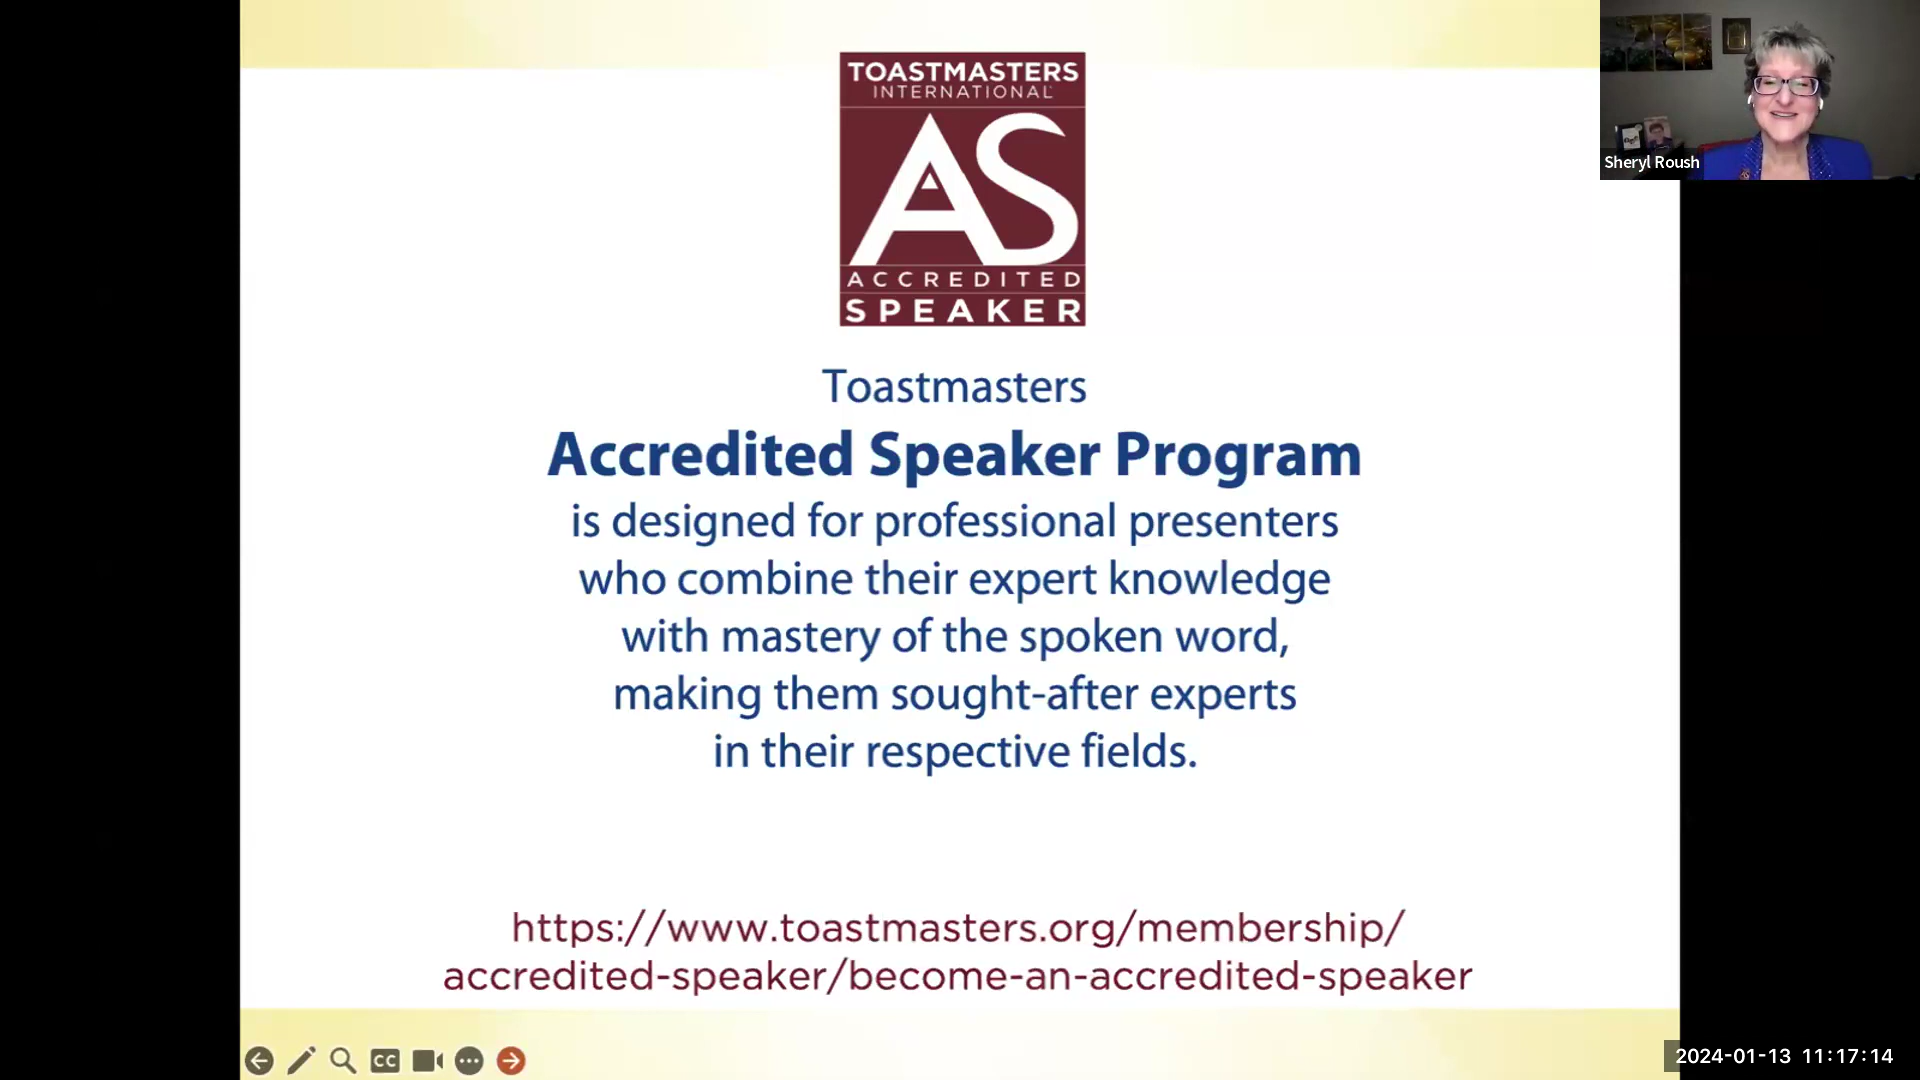 TOASTMASTERS
INTERNATIONAL
AS
ACCREDITED
SPEAKER
Sheryl Roush
Toastmasters
Accredited Speaker Program
is designed for professional presenters
who combine their expert knowledge
with mastery of the spoken word,
making them sought-after experts
in their respective fields.
https://www.toastmasters.org/membership/
accredited-speaker/become-an-accredited-speaker
CC
2024-01-13 11:17:14